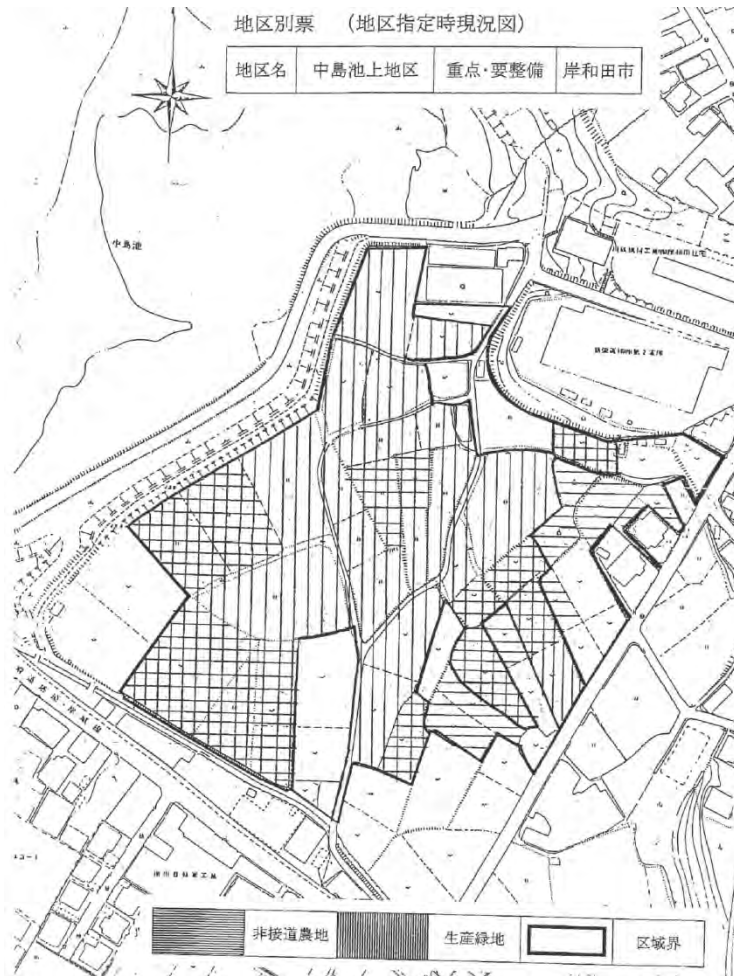 地区別票 （地区指定時現況図）
地区名 中島池上地区 重点・要整備 岸和田市
中島池
非接道農地 生産緑地 区域界